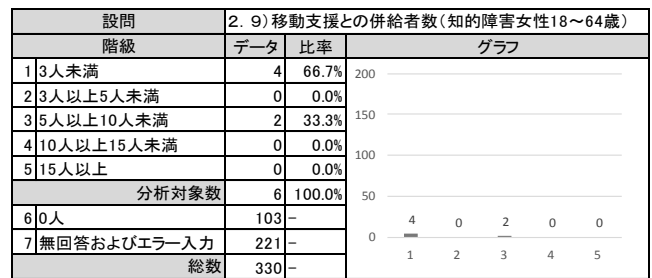 設問 2．9）移動支援との併給者数（知的障害女性18～64歳）
階級 データ 比率 グラフ
1 3人未満 4 66.7%
2 3人以上5人未満 0 0.0%
3 5人以上10人未満 2 33.3%
4 10人以上15人未満 0 0.0%
5 15人以上 0 0.0%
分析対象数 6 100.0%
6 0人 103 －
7 無回答およびエラー入力 221 －
総数 330 －
200
150
100
50
0
4 0 2 0 0
1 2 3 4 5